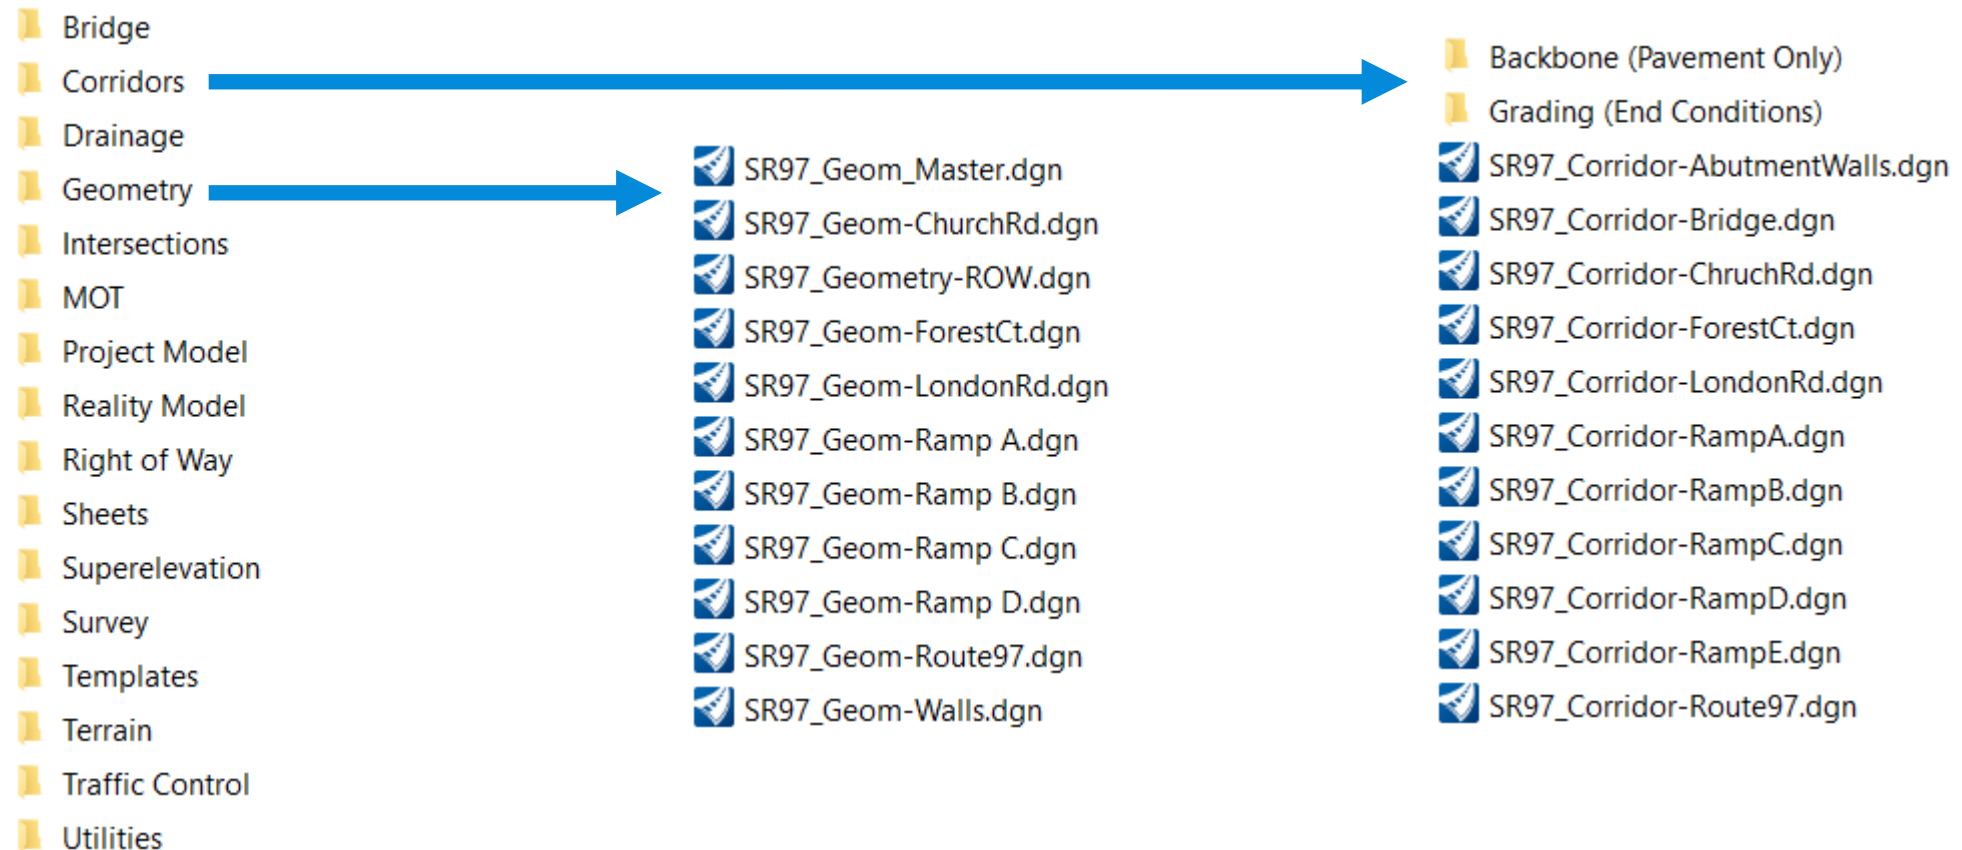 Bridge
Corridors
Drainage
Geometry
Intersections
MOT
Project Model
Reality Model
Right of Way
Sheets
Superelevation
Survey
Templates
Terrain
Traffic Control
Utilities
SR97_Geom_Master.dgn
SR97_Geom-ChurchRd.dgn
SR97_Geometry-ROW.dgn
SR97_Geom-ForestCt.dgn
SR97_Geom-LondonRd.dgn
SR97_Geom-Ramp A.dgn
SR97_Geom-Ramp B.dgn
SR97_Geom-Ramp C.dgn
SR97_Geom-Ramp D.dgn
SR97_Geom-Route97.dgn
SR97_Geom-Walls.dgn
Backbone (Pavement Only)
Grading (End Conditions)
SR97_Corridor-AbutmentWalls.dgn
SR97_Corridor-Bridge.dgn
SR97_Corridor-ChruchRd.dgn
SR97_Corridor-ForestCt.dgn
SR97_Corridor-LondonRd.dgn
SR97_Corridor-RampA.dgn
SR97_Corridor-RampB.dgn
SR97_Corridor-RampC.dgn
SR97_Corridor-RampD.dgn
SR97_Corridor-RampE.dgn
SR97_Corridor-Route97.dgn